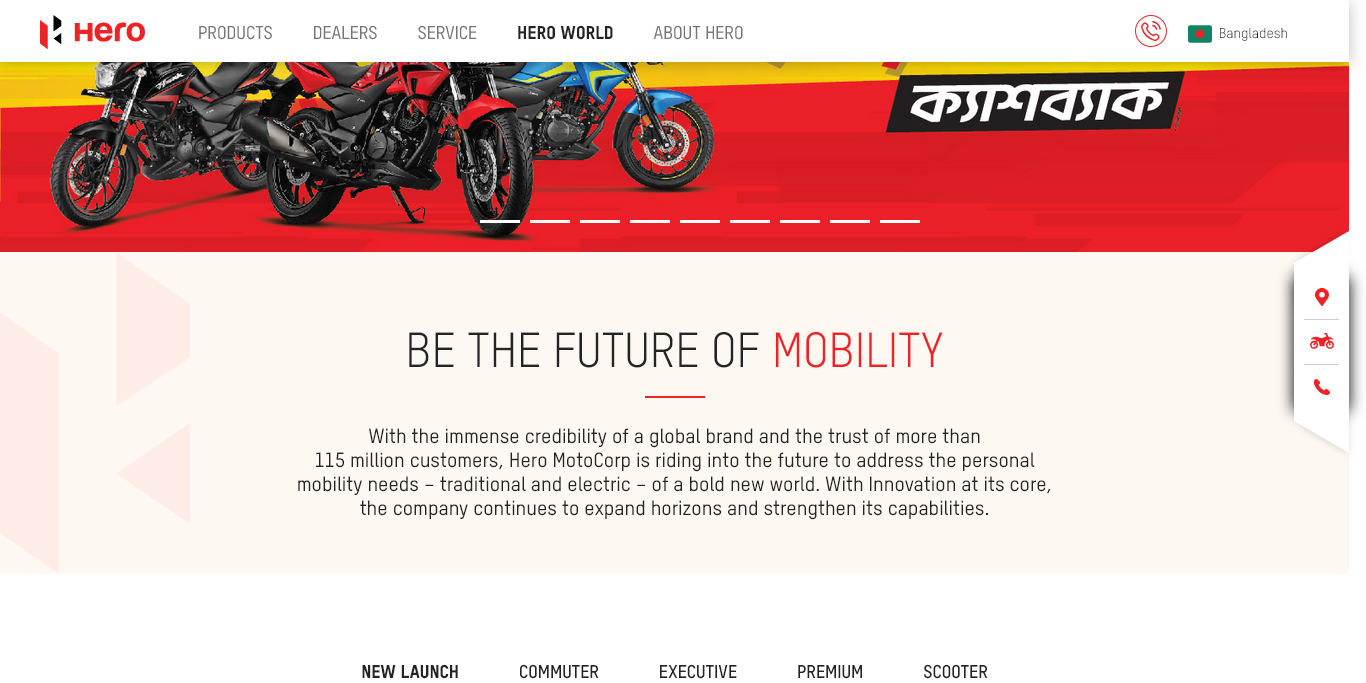 Hero
PRODUCTS
DEALERS
SERVICE
HERO WORLD
ABOUT HERO
Bangladesh
ক্যাশব্যাক
BE THE FUTURE OF MOBILITY
With the immense credibility of a global brand and the trust of more than
115 million customers, Hero MotoCorp is riding into the future to address the personal
mobility needs – traditional and electric – of a bold new world. With Innovation at its core,
the company continues to expand horizons and strengthen its capabilities.
NEW LAUNCH
COMMUTER
EXECUTIVE
PREMIUM
SCOOTER